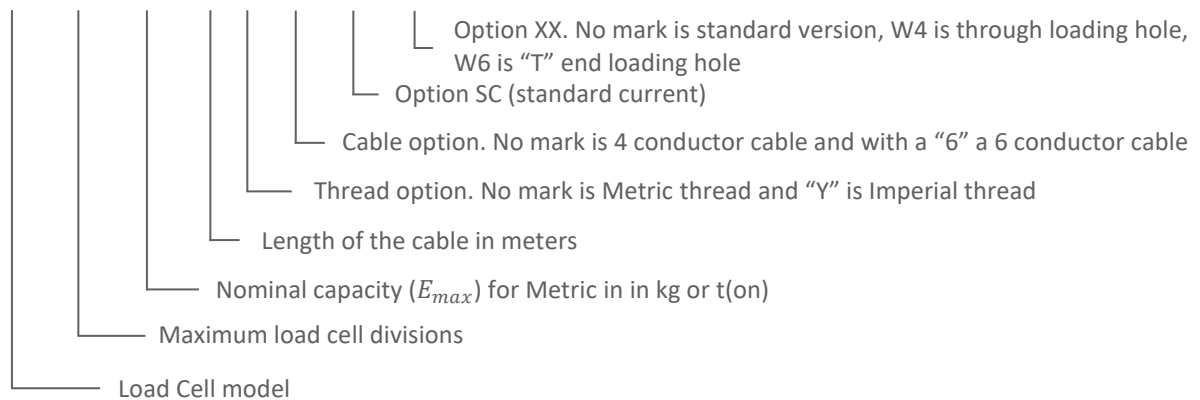 Option XX. No mark is standard version, W4 is through loading hole,
W6 is “T” end loading hole
Option SC (standard current)
Cable option. No mark is 4 conductor cable and with a “6” a 6 conductor cable
Thread option. No mark is Metric thread and “Y” is Imperial thread
Length of the cable in meters
Nominal capacity (E_max) for Metric in in kg or t(on)
Maximum load cell divisions
Load Cell model